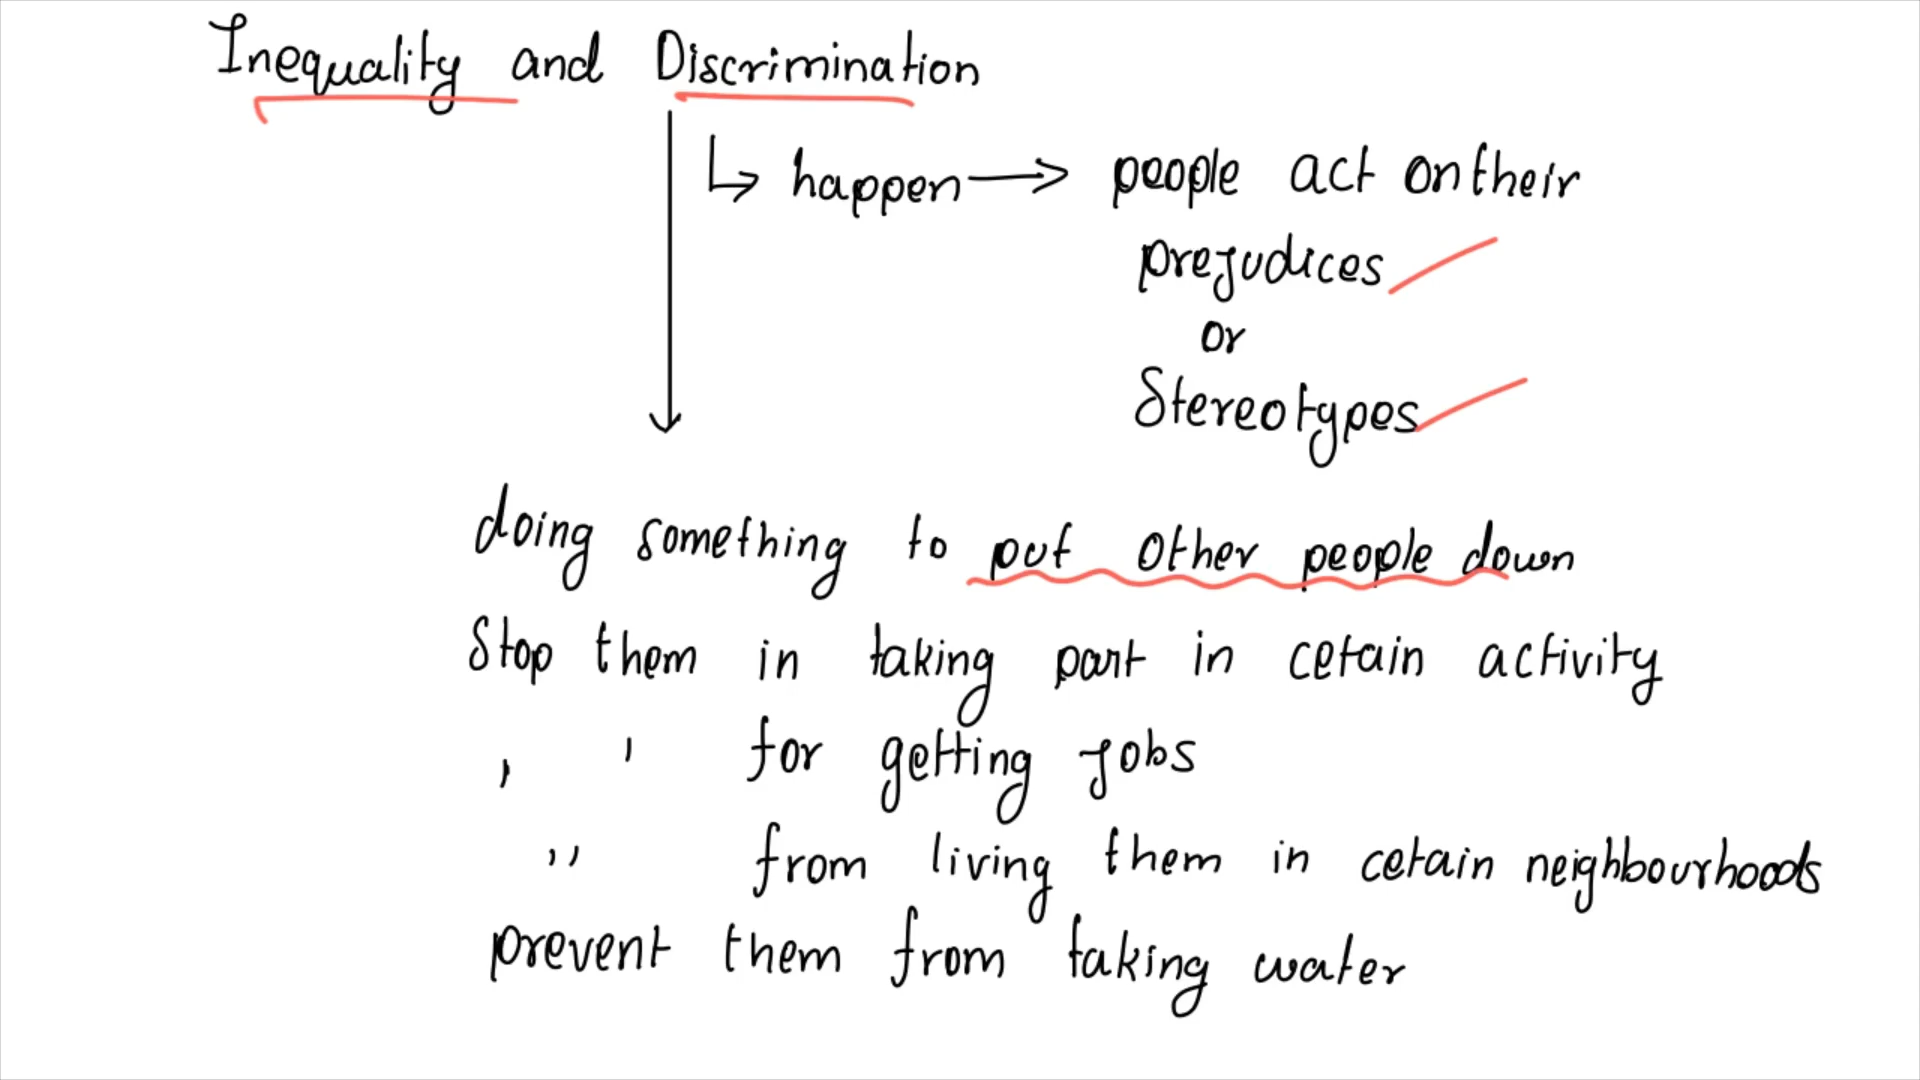 Inequality and Discrimination
↳ happen → people act on their
prejudices
or
Stereotypes
doing something to put other people down
Stop them in taking part in cetain activity
, ' for getting jobs
,, from living them in cetain neighbourhoods
prevent them from taking water